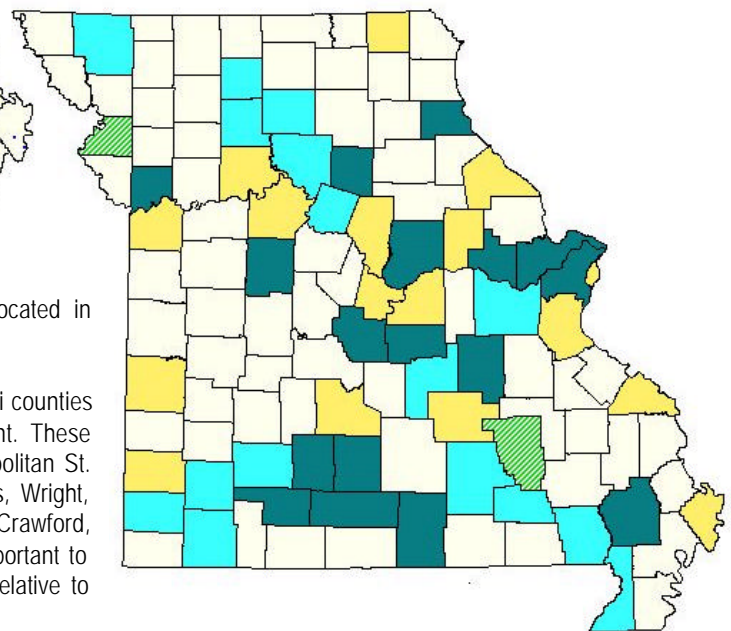 ocated in
i counties
nt. These
politan St.
s, Wright,
Crawford,
portant to
elative to